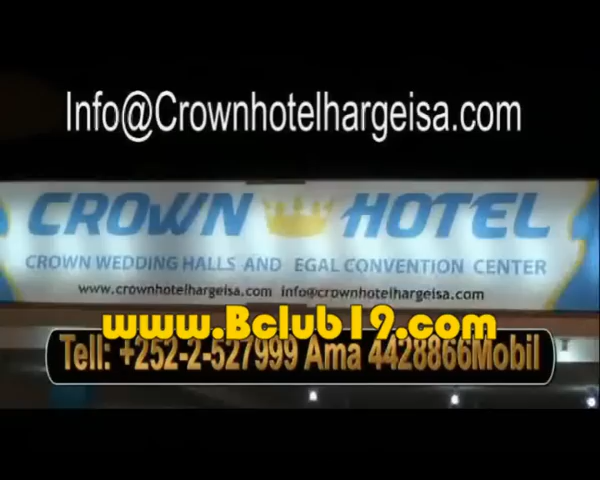 Info@Crownhotelhargeisa.com
CROWN HOTEL
CROWN WEDDING HALLS AND EGAL CONVENTION CENTER
www.crownhotelhargeisa.com info@crownhotelhargeisa.com
www.Bclub19.com
Tell: +252-2-527999 Ama 4428866Mobil